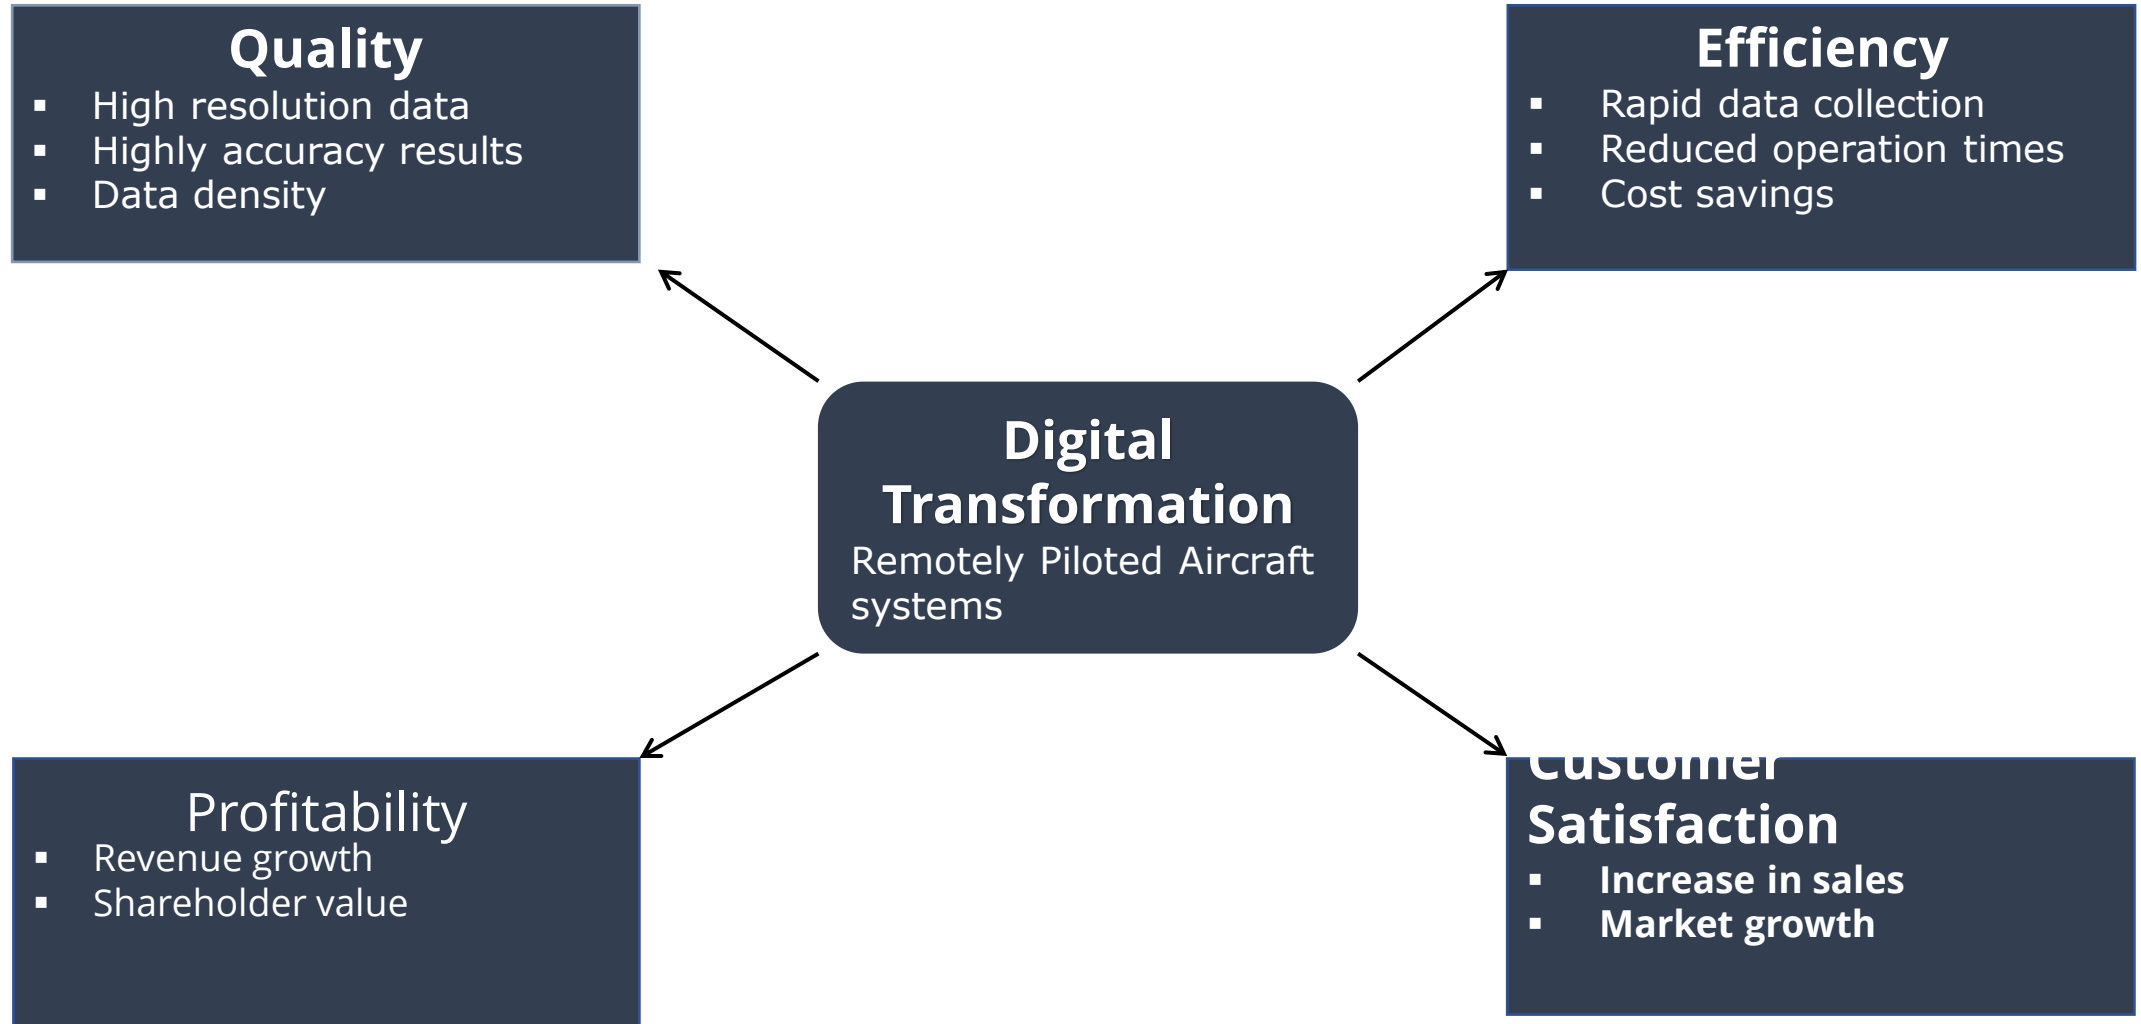 Quality
▪ High resolution data
▪ Highly accuracy results
▪ Data density
Efficiency
▪ Rapid data collection
▪ Reduced operation times
▪ Cost savings
Digital
Transformation
Remotely Piloted Aircraft
systems
Profitability
▪ Revenue growth
▪ Shareholder value
Customer
Satisfaction
▪ Increase in sales
▪ Market growth